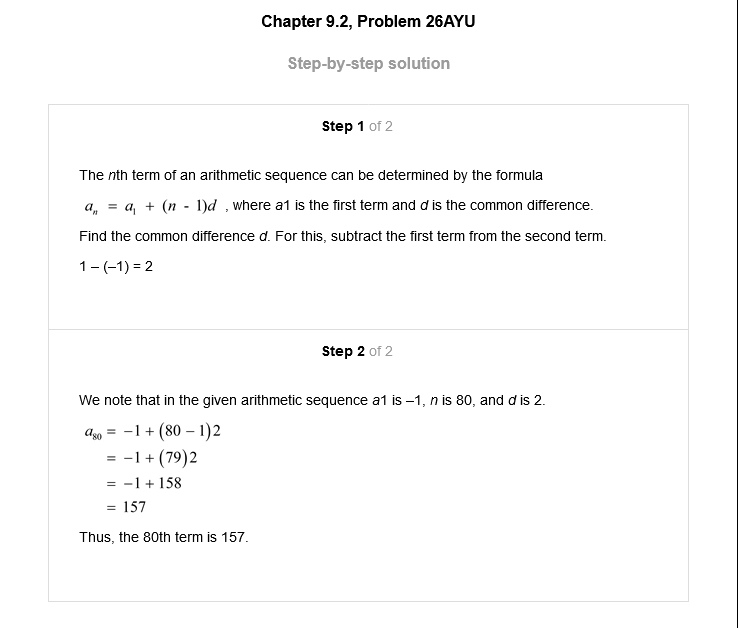 Chapter 9.2, Problem 26AYU
Step-by-step solution
Step 1 of 2
The nth term of an arithmetic sequence can be determined by the formula
aₙ = a₁ + (n - 1)d , where a1 is the first term and d is the common difference.
Find the common difference d. For this, subtract the first term from the second term.
1 – (–1) = 2
Step 2 of 2
We note that in the given arithmetic sequence a1 is –1, n is 80, and d is 2.
a₈₀ = −1 + (80 − 1)2
= −1 + (79)2
= −1 + 158
= 157
Thus, the 80th term is 157.